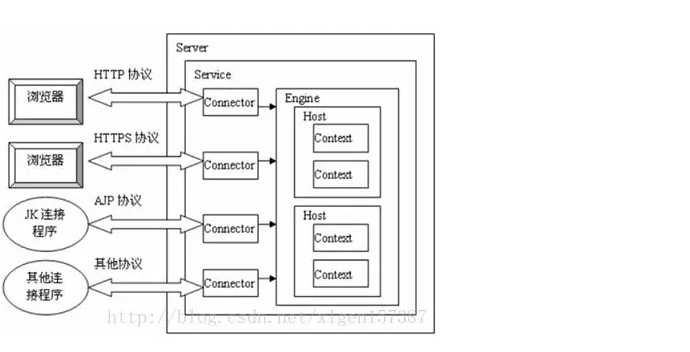 Server
HTTP 协议
Service
浏览器
Connector
Engine
Host
Context
HTTPS 协议
浏览器
Connector
Context
AJP 协议
JK 连接
程序
Connector
Host
Context
其他协议
其他连
接程序
Connector
Context
http://blog.csdn.net/xlgen157387